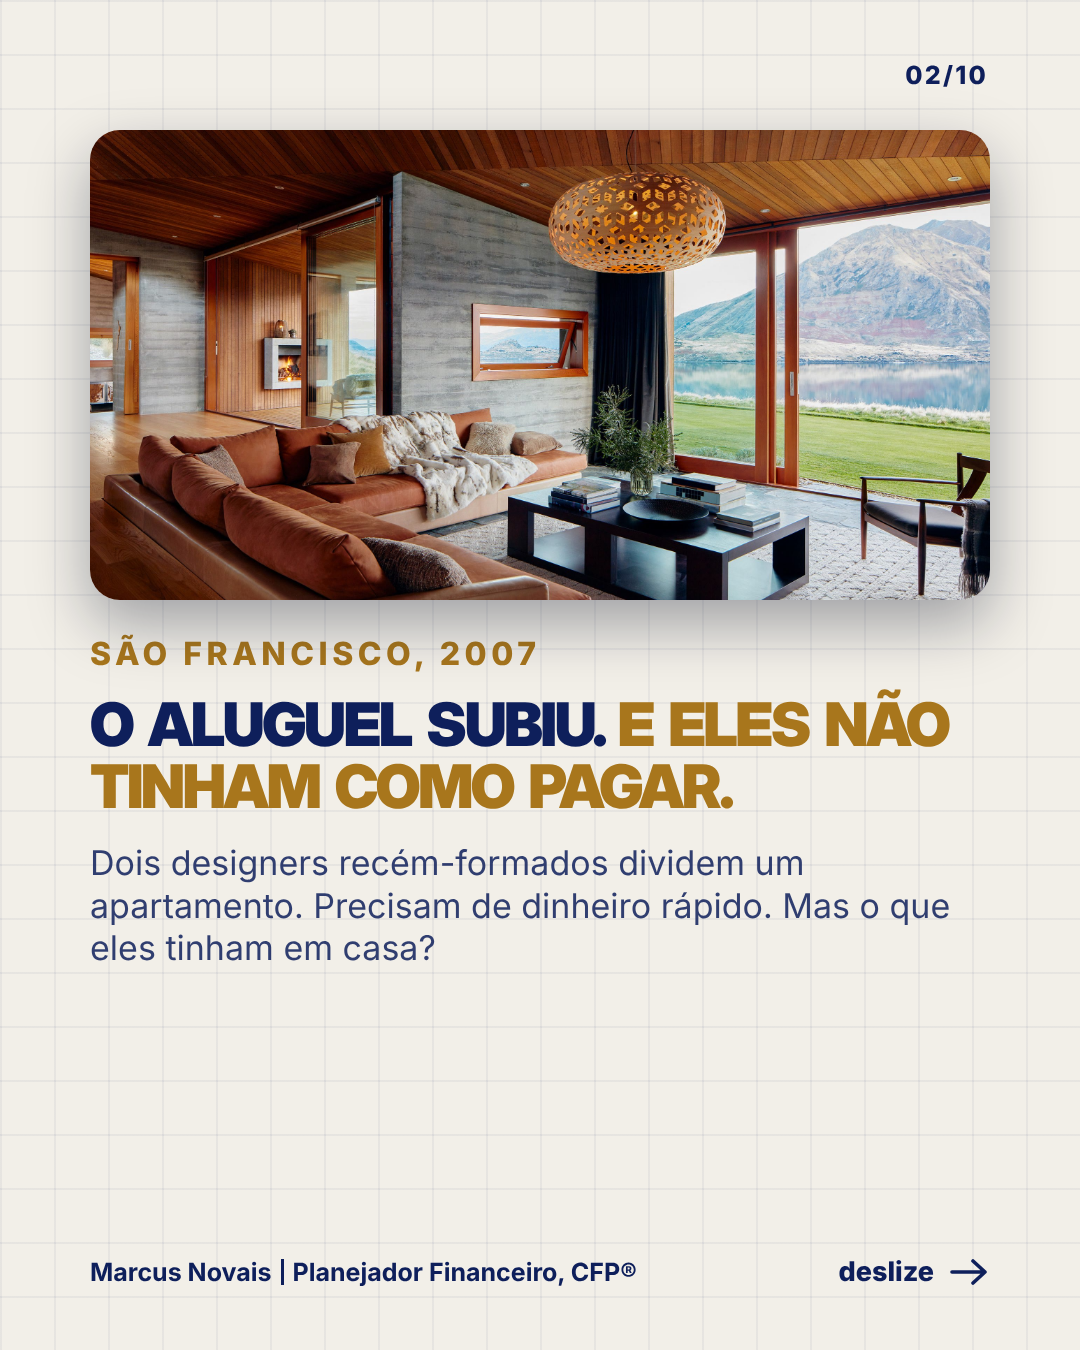 02/10
SÃO FRANCISCO, 2007
O ALUGUEL SUBIU. E ELES NÃO
TINHAM COMO PAGAR.
Dois designers recém-formados dividem um
apartamento. Precisam de dinheiro rápido. Mas o que
eles tinham em casa?
Marcus Novais | Planejador Financeiro, CFP®
deslize →